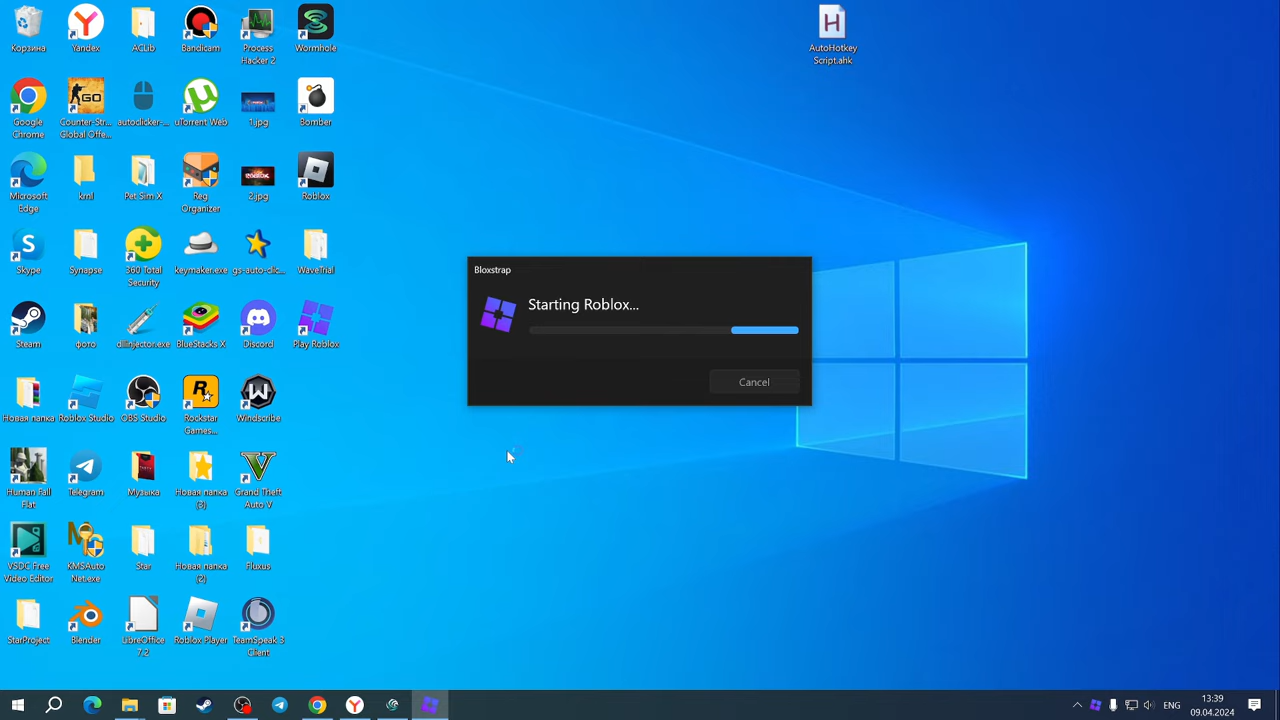 Корзина
Yandex
ACLib
Bandicam
Process
Hacker 2
Wormhole
AutoHotkey
Script.ahk
Google
Chrome
Counter-Str...
Global Offe...
autoclicker-...
uTorrent Web
1.jpg
Bomber
Microsoft
Edge
kml
Pet Sim X
Reg
Organizer
2.jpg
Roblox
Skype
Synapse
360 Total
Security
keymaker.exe
gs-auto-clic...
WaveTrial
Bloxstrap
Starting Roblox...
Cancel
Steam
фото
dllinjector.exe
BlueStacks X
Discord
Play Roblox
Новая папка
Roblox Studio
OBS Studio
Rockstar
Games...
Windscribe
Human Fall
Flat
Telegram
Музыка
Новая папка
(3)
Grand Theft
Auto V
VSDC Free
Video Editor
KMSAuto
Net.exe
Star
Новая папка
(2)
Fluxus
StarProject
Blender
LibreOffice
7.2
Roblox Player
TeamSpeak 3
Client
ENG
13:39
09.04.2024